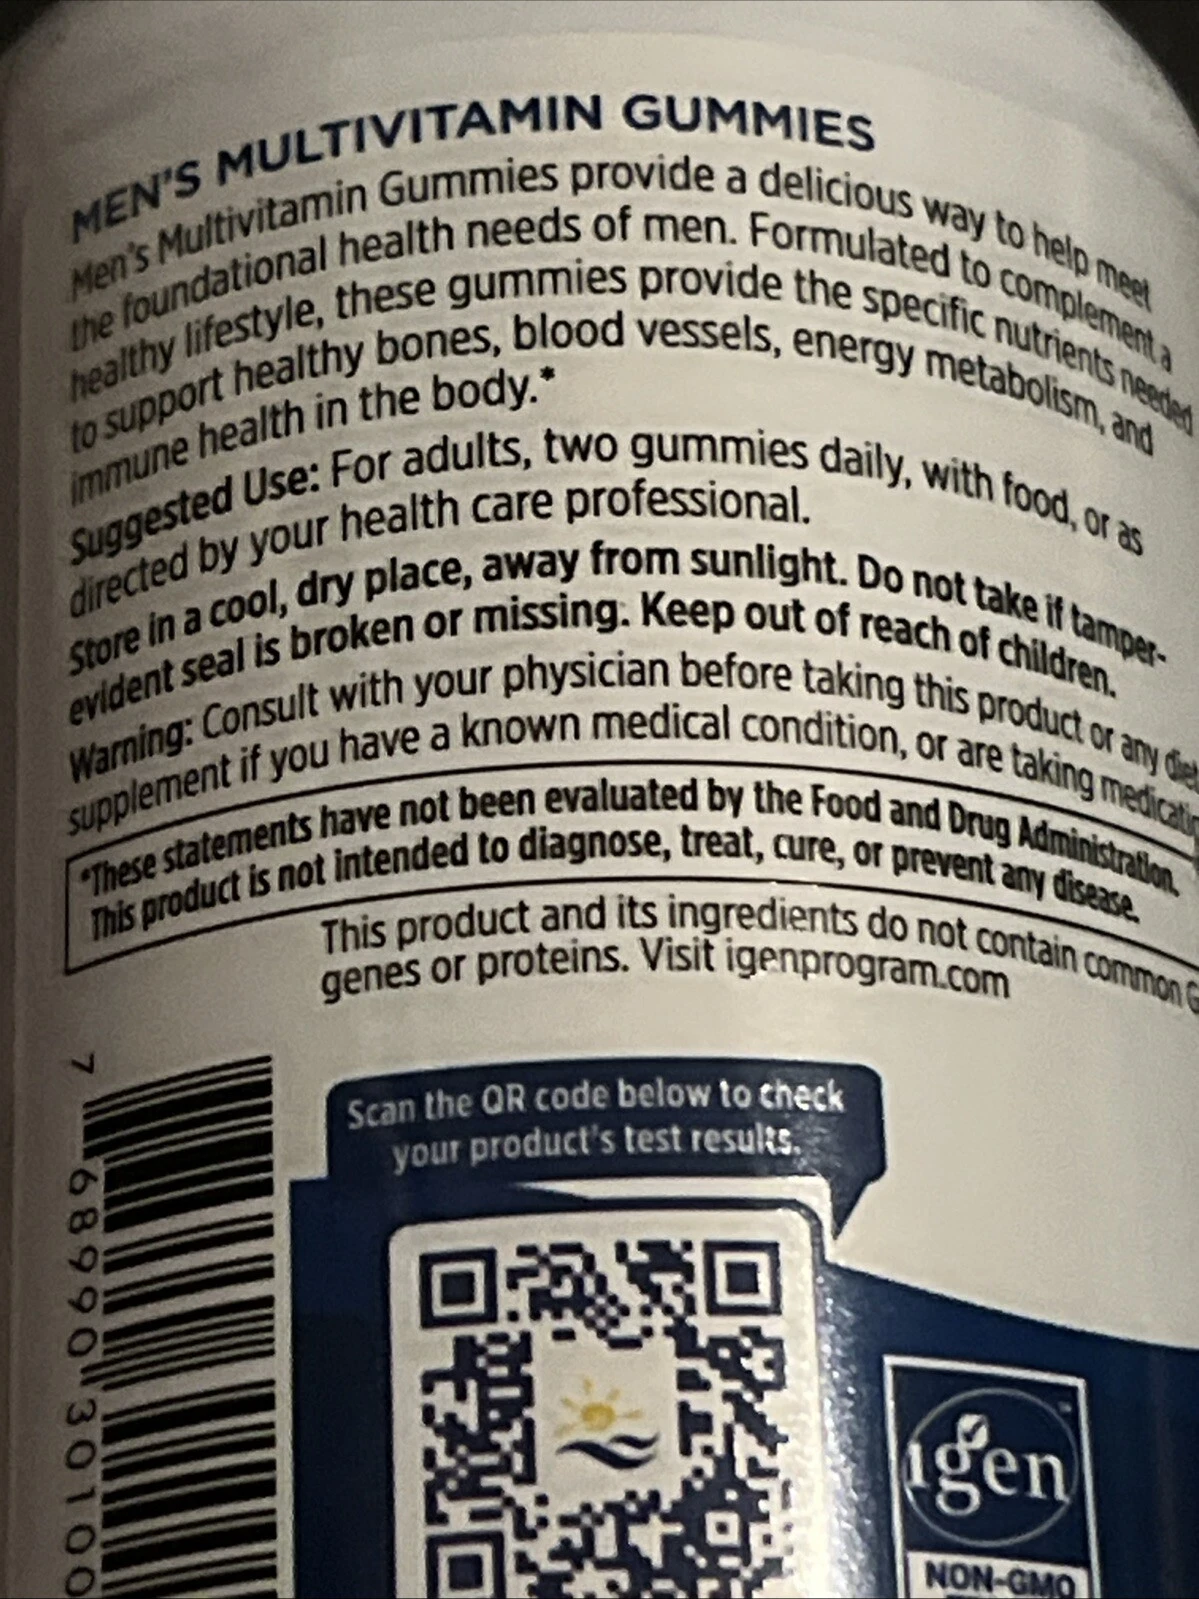 MEN'S MULTIVITAMIN GUMMIES
Men's Multivitamin Gummies provide a delicious way to help meet
the foundational health needs of men. Formulated to complement a
healthy lifestyle, these gummies provide the specific nutrients needed
to support healthy bones, blood vessels, energy metabolism, and
immune health in the body.*
Suggested Use: For adults, two gummies daily, with food, or as
directed by your health care professional.
Store in a cool, dry place, away from sunlight. Do not take if tamper-
evident seal is broken or missing. Keep out of reach of children.
Warning: Consult with your physician before taking this product or any
supplement if you have a known medical condition, or are taking
*These statements have not been evaluated by the Food and Drug Administration.
This product is not intended to diagnose, treat, cure, or prevent any disease.
This product and its ingredients do not contain common
genes or proteins. Visit igenprogram.com
7 68990 30100
Scan the QR code below to check
your product's test results.
igen
NON-GMO